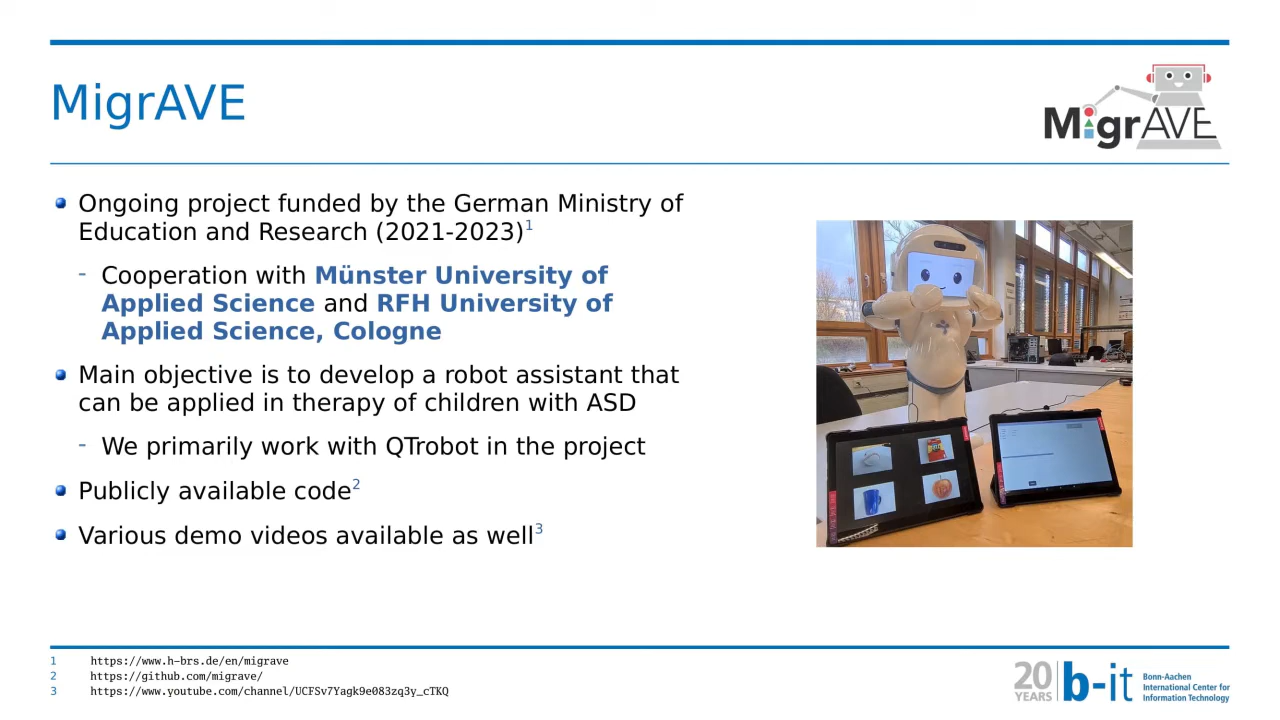 MigrAVE
MigrAVE
Ongoing project funded by the German Ministry of
Education and Research (2021-2023)1
- Cooperation with Münster University of
Applied Science and RFH University of
Applied Science, Cologne
Main objective is to develop a robot assistant that
can be applied in therapy of children with ASD
- We primarily work with QTrobot in the project
Publicly available code2
Various demo videos available as well3
1 https://www.h-brs.de/en/migrave
2 https://github.com/migrave/
3 https://www.youtube.com/channel/UCFSv7Yagk9e083zq3y_cTKQ
20
YEARS
b-it
Bonn-Aachen
International Center for
Information Technology